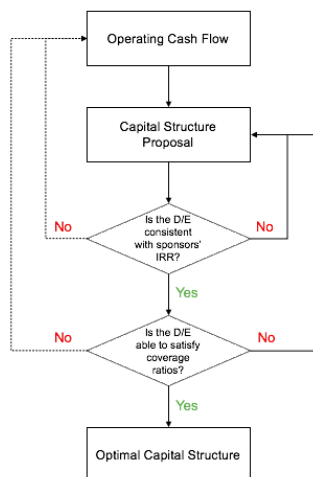 Operating Cash Flow
Capital Structure
Proposal
No
Is the D/E
consistent
with sponsors'
IRR?
No
Yes
No
Is the D/E
able to satisfy
coverage
ratios?
No
Yes
Optimal Capital Structure